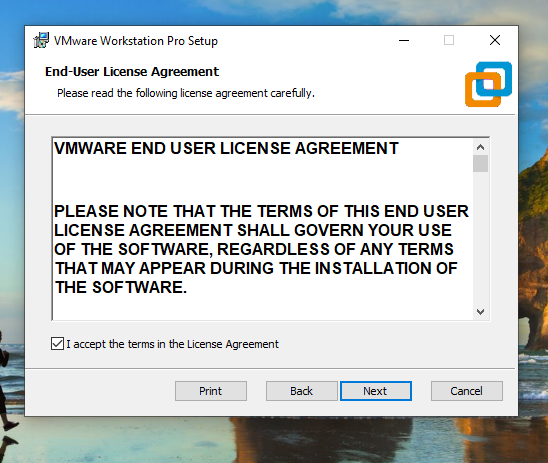 VMware Workstation Pro Setup
End-User License Agreement
Please read the following license agreement carefully.
VMWARE END USER LICENSE AGREEMENT
PLEASE NOTE THAT THE TERMS OF THIS END USER
LICENSE AGREEMENT SHALL GOVERN YOUR USE
OF THE SOFTWARE, REGARDLESS OF ANY TERMS
THAT MAY APPEAR DURING THE INSTALLATION OF
THE SOFTWARE.
I accept the terms in the License Agreement
Print Back Next Cancel